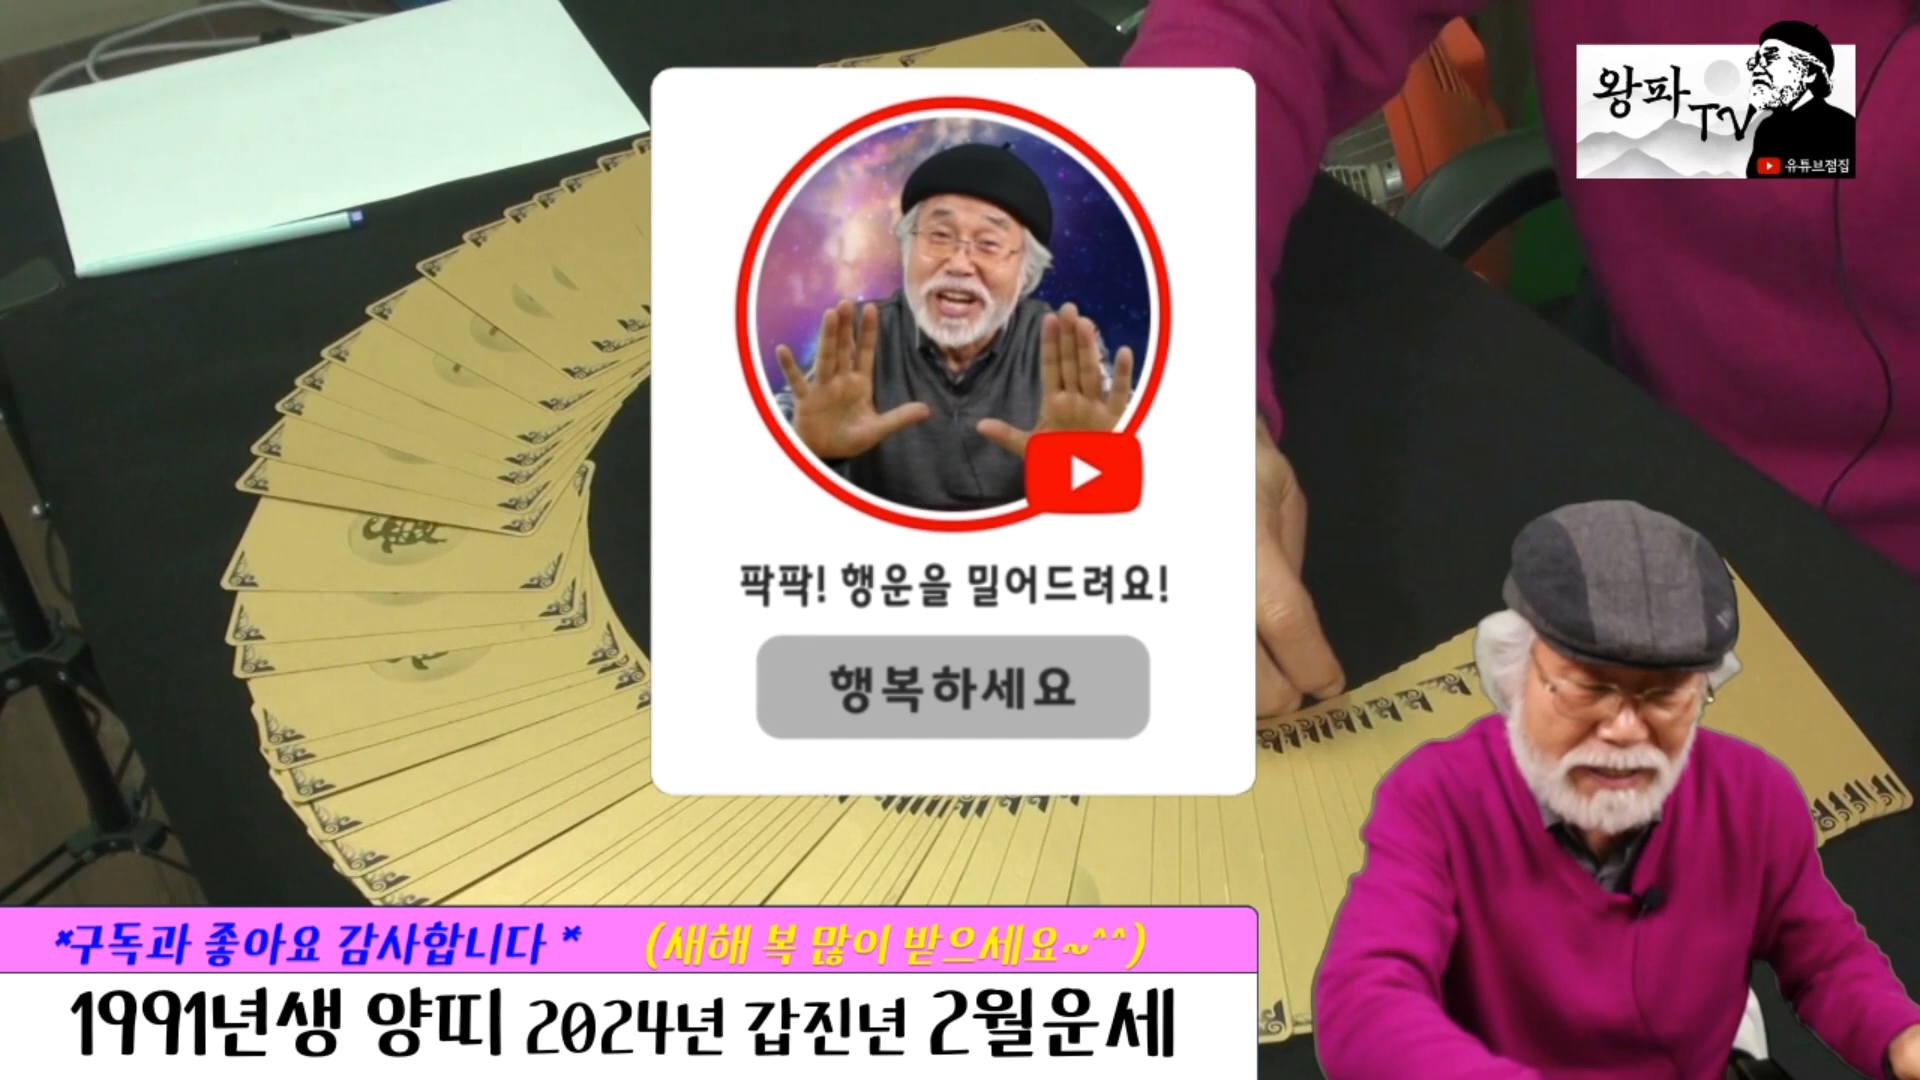 왕파
TV
유튜브점집
팍팍! 행운을 밀어드려요!
행복하세요
*구독과 좋아요 감사합니다 * (새해 복 많이 받으세요~^^)
1991년생 양띠 2024년 갑진년 2월운세